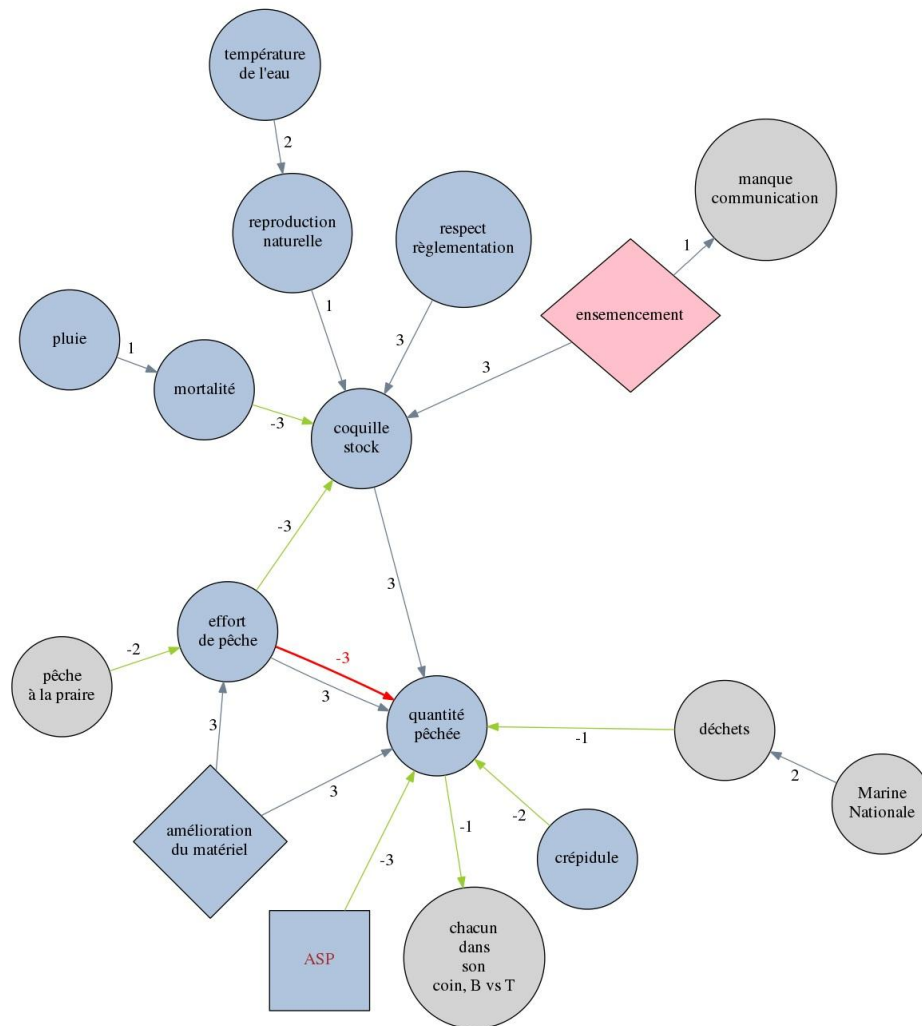 température
de l'eau
2
manque
communication
reproduction
naturelle
respect
règlementation
1
ensemencement
1
3
3
pluie
1
mortalité
-3
coquille
stock
-3
3
effort
de pêche
-2
pêche
à la praire
-3
3
3
quantité
pêchée
-1
déchets
2
Marine
Nationale
3
amélioration
du matériel
-3
-1
-2
crépidule
ASP
chacun
dans
son
coin, B vs T